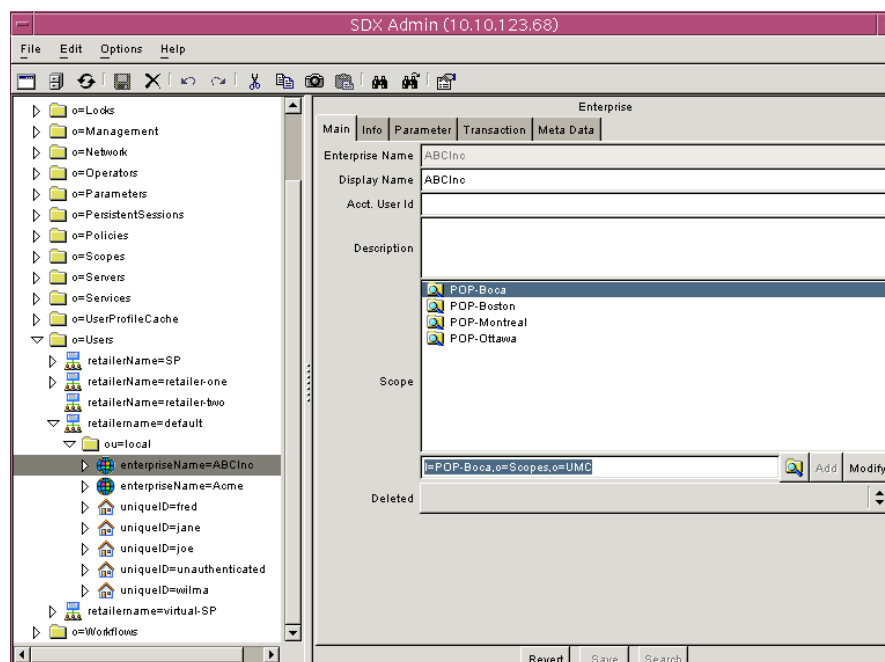 SDX Admin (10.10.123.68)
File Edit Options Help
o=Locks
o=Management
o=Network
o=Operators
o=Parameters
o=PersistentSessions
o=Policies
o=Scopes
o=Servers
o=Services
o=UserProfileCache
o=Users
retailerName=SP
retailerName=retailer-one
retailerName=retailer-two
retailername=default
ou=local
enterpriseName=ABCInc
enterpriseName=Acme
uniqueID=fred
uniqueID=jane
uniqueID=joe
uniqueID=unauthenticated
uniqueID=wilma
retailername=virtual-SP
o=Workflows
Enterprise
Main Info Parameter Transaction Meta Data
Enterprise Name ABCInc
Display Name ABCInc
Acct. User Id
Description
POP-Boca
POP-Boston
POP-Montreal
POP-Ottawa
Scope
l=POP-Boca,o=Scopes,o=UMC Add Modify
Deleted
Revert Save Search